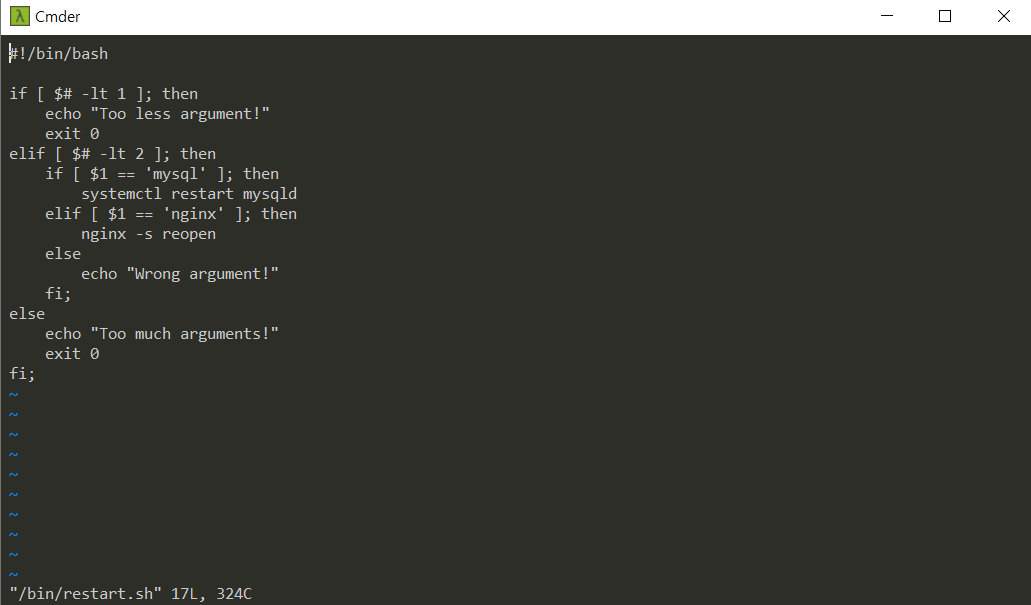 Cmder
#!/bin/bash

if [ $# -lt 1 ]; then
    echo "Too less argument!"
    exit 0
elif [ $# -lt 2 ]; then
    if [ $1 == 'mysql' ]; then
        systemctl restart mysqld
    elif [ $1 == 'nginx' ]; then
        nginx -s reopen
    else
        echo "Wrong argument!"
    fi;
else
    echo "Too much arguments!"
    exit 0
fi;
~
~
~
~
~
~
~
~
~
~
"/bin/restart.sh" 17L, 324C